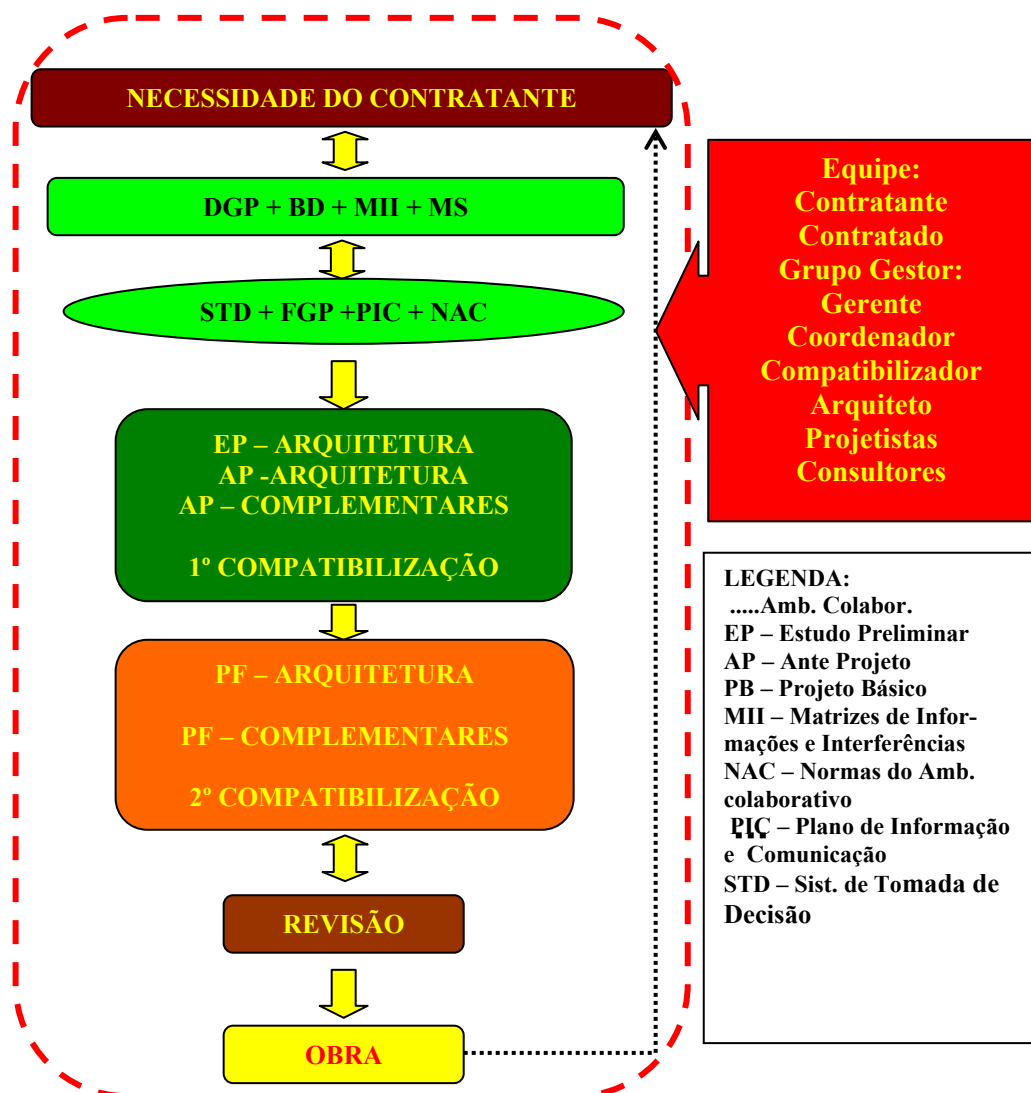 NECESSIDADE DO CONTRATANTE
DGP + BD + MII + MS
STD + FGP +PIC + NAC
EP – ARQUITETURA
AP -ARQUITETURA
AP – COMPLEMENTARES
1º COMPATIBILIZAÇÃO
PF – ARQUITETURA
PF – COMPLEMENTARES
2º COMPATIBILIZAÇÃO
REVISÃO
OBRA
Equipe:
Contratante
Contratado
Grupo Gestor:
Gerente
Coordenador
Compatibilizador
Arquiteto
Projetistas
Consultores
LEGENDA:
.....Amb. Colabor.
EP – Estudo Preliminar
AP – Ante Projeto
PB – Projeto Básico
MII – Matrizes de Infor-
mações e Interferências
NAC – Normas do Amb.
colaborativo
PIC – Plano de Informação
e Comunicação
STD – Sist. de Tomada de
Decisão